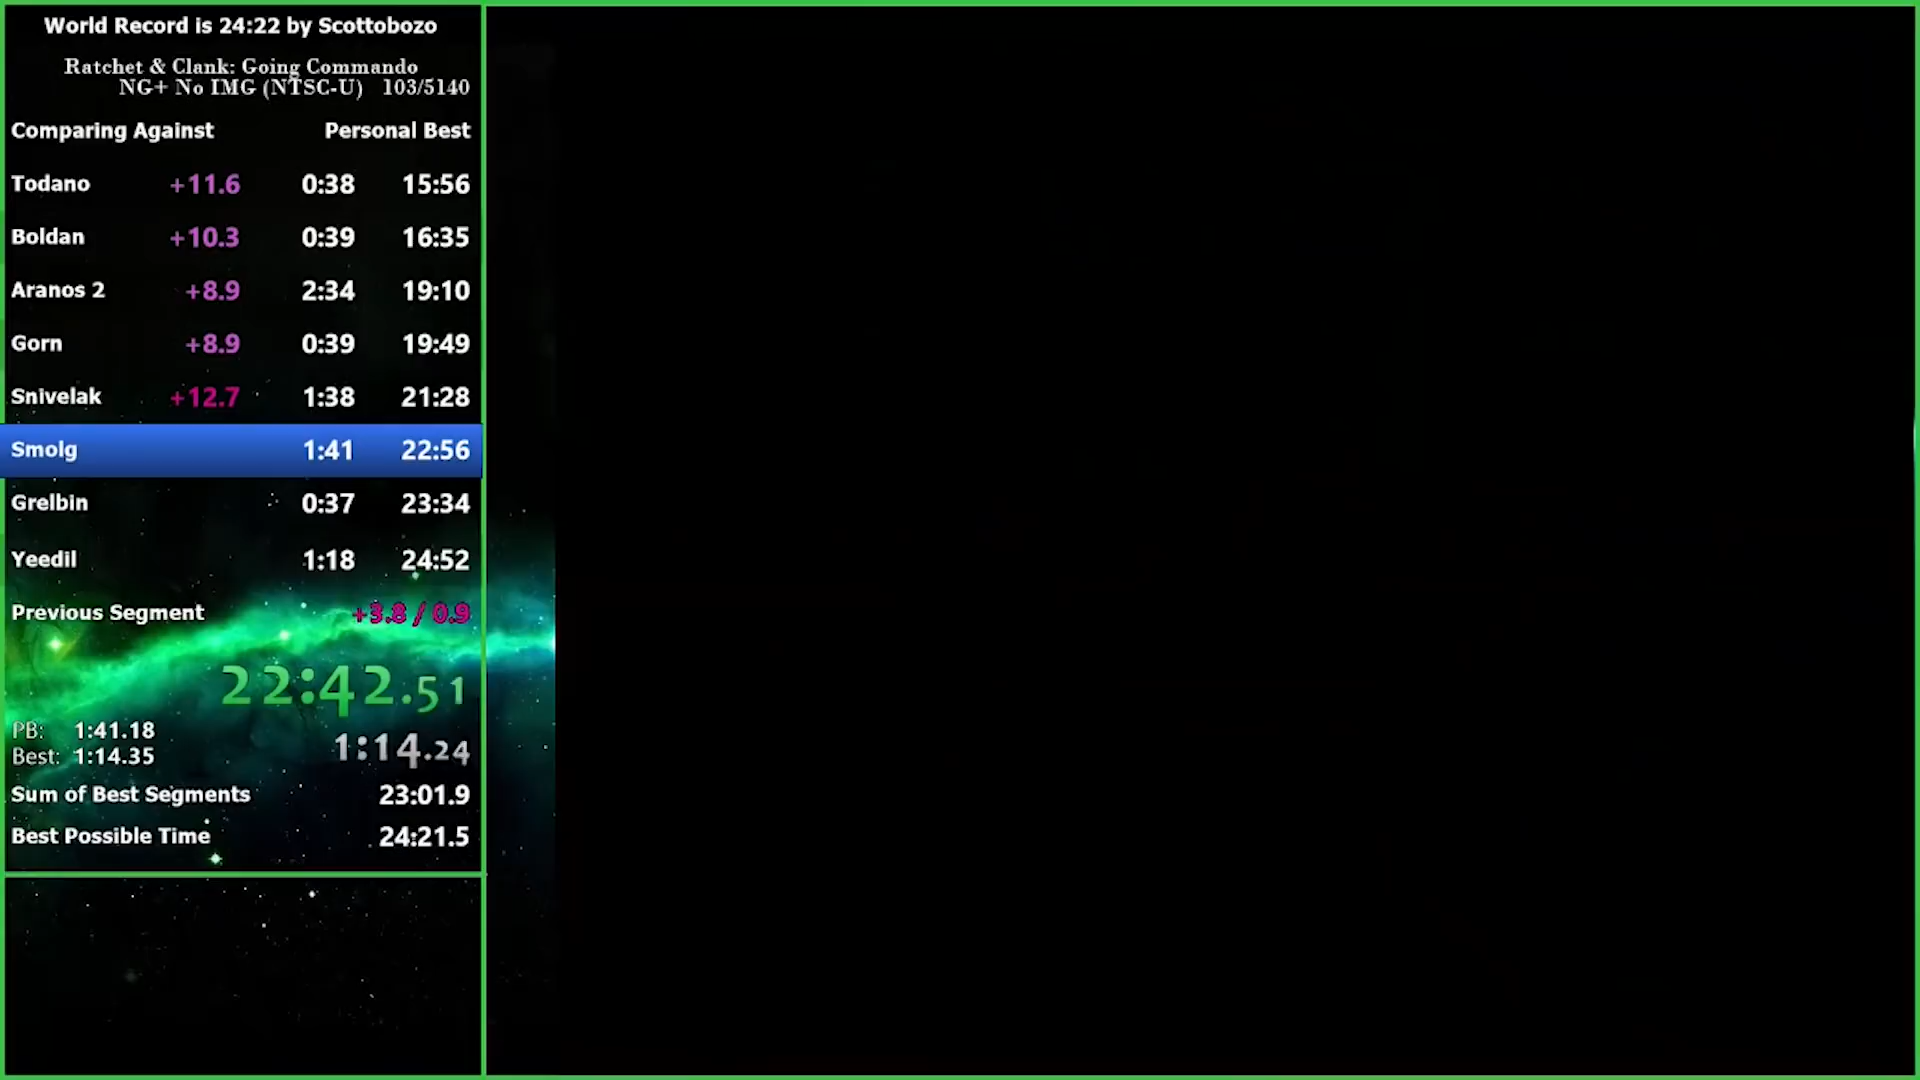 World Record is 24:22 by Scottobozo
Ratchet & Clank: Going Commando
NG+ No IMG (NTSC-U) 103/5140
Comparing Against Personal Best
Todano +11.6 0:38 15:56
Boldan +10.3 0:39 16:35
Aranos 2 +8.9 2:34 19:10
Gorn +8.9 0:39 19:49
Snivelak +12.7 1:38 21:28
Smolg 1:41 22:56
Grelbin 0:37 23:34
Yeedil 1:18 24:52
Previous Segment +3.8 / 0.9
22:42.51
PB: 1:41.18
Best: 1:14.35
1:14.24
Sum of Best Segments 23:01.9
Best Possible Time 24:21.5